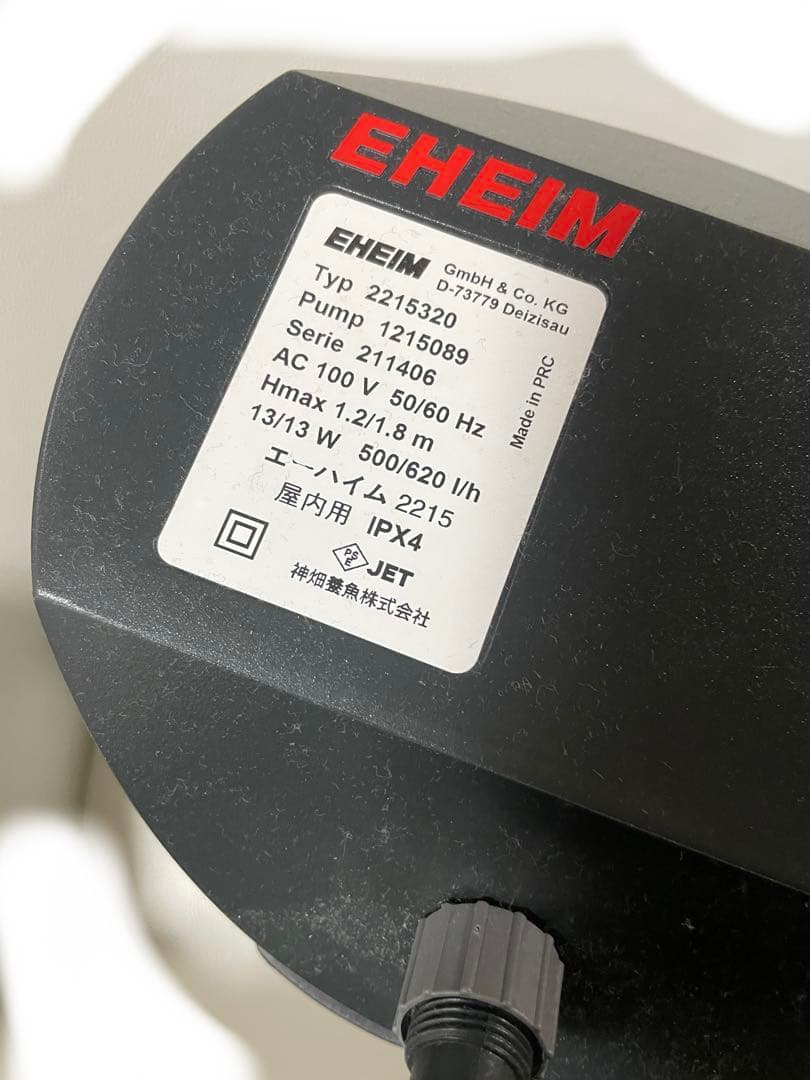 EHEIM
EHEIM GmbH & Co. KG
D-73779 Deizisau
Typ 2215320
Pump 1215089
Serie 211406
AC 100 V 50/60 Hz
Hmax 1.2/1.8 m
13/13 W 500/620 l/h
Made in PRC
エーハイム 2215
屋内用 IPX4
PS
E
JET
神畑養魚株式会社